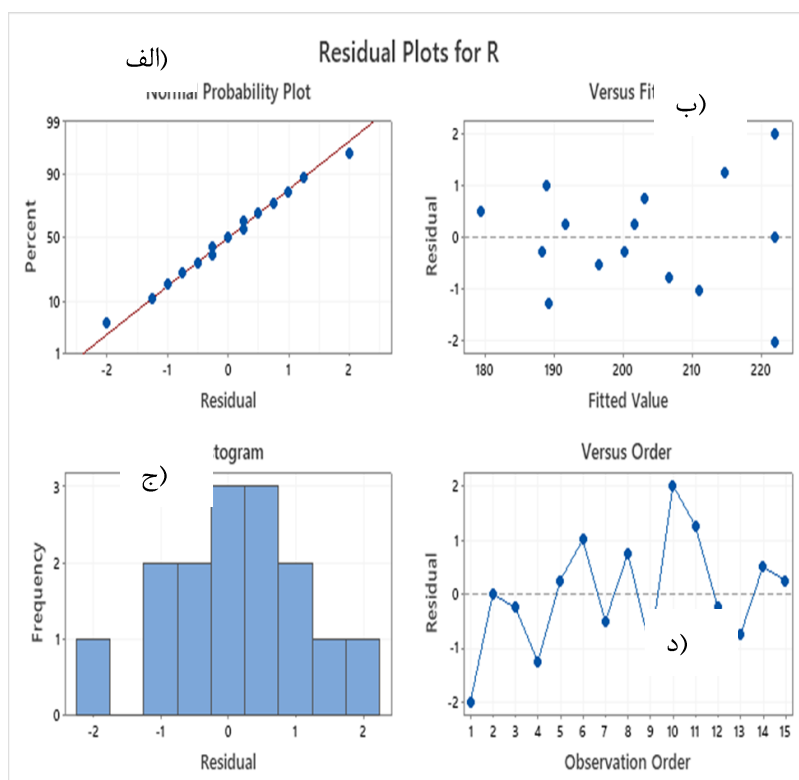 (الف
Residual Plots for R
Probability Plot
99
90
50
10
1
Percent
-2 -1 0 1 2
Residual
(ب
Versus
2
1
0
-1
-2
Residual
180 190 200 210 220
Fitted Value
(ج
3
2
1
0
Frequency
-2 -1 0 1 2
Residual
Versus Order
2
1
0
-1
-2
Residual
(د
1 2 3 4 5 6 7 8 9 10 11 12 13 14 15
Observation Order